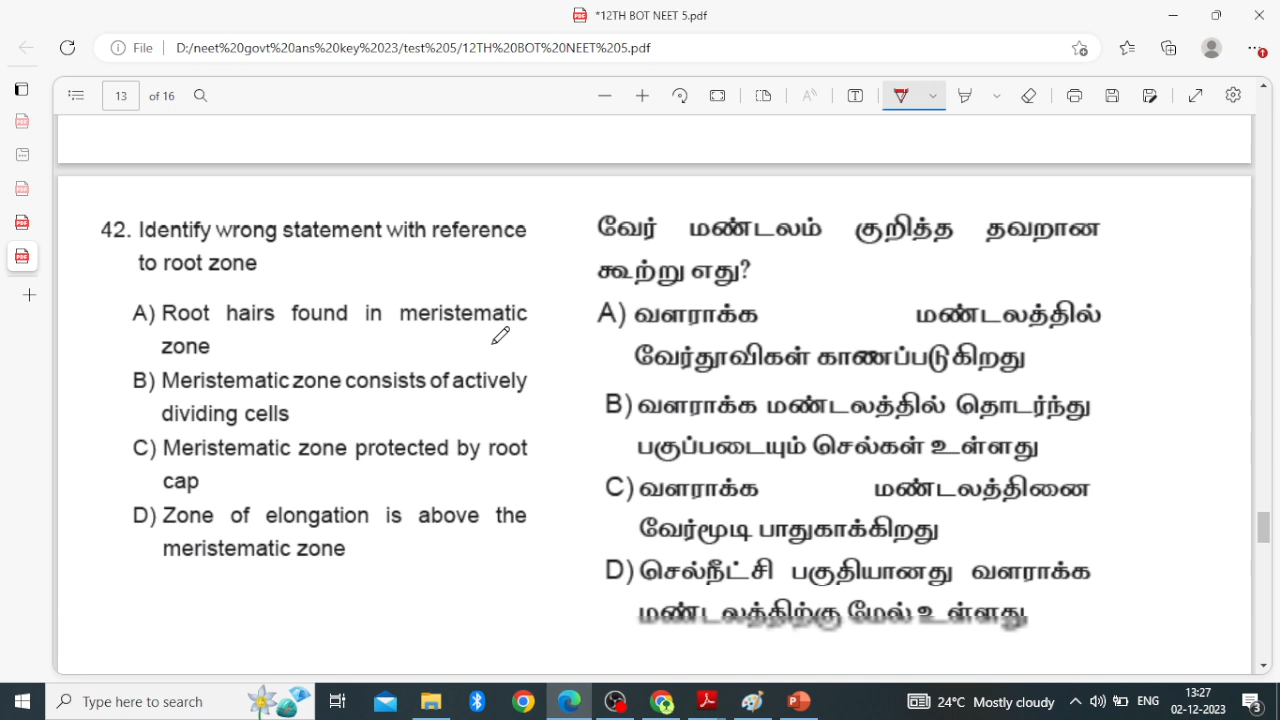 *12TH BOT NEET 5.pdf
File D:/neet%20govt%20ans%20key%2023/test%205/12TH%20BOT%20NEET%205.pdf
13 of 16
42. Identify wrong statement with reference
to root zone
A) Root hairs found in meristematic
zone
B) Meristematic zone consists of actively
dividing cells
C) Meristematic zone protected by root
cap
D) Zone of elongation is above the
meristematic zone
வேர் மண்டலம் குறித்த தவறான
கூற்று எது?
A) வளராக்க மண்டலத்தில்
வேர்தூவிகள் காணப்படுகிறது
B) வளராக்க மண்டலத்தில் தொடர்ந்து
பகுப்படையும் செல்கள் உள்ளது
C) வளராக்க மண்டலத்தினை
வேர்மூடி பாதுகாக்கிறது
D) செல்நீட்சி பகுதியானது வளராக்க
மண்டலத்திற்கு மேல் உள்ளது
Type here to search
24°C Mostly cloudy
ENG
13:27
02-12-2023
3